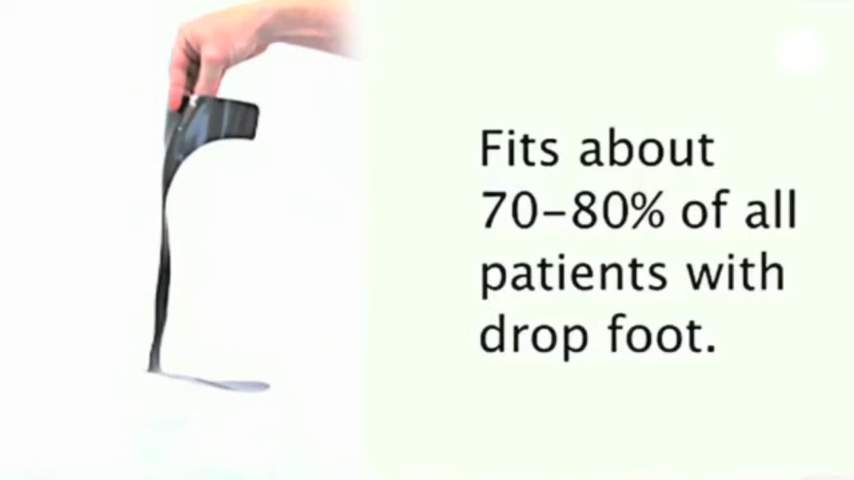 Fits about
70–80% of all
patients with
drop foot.